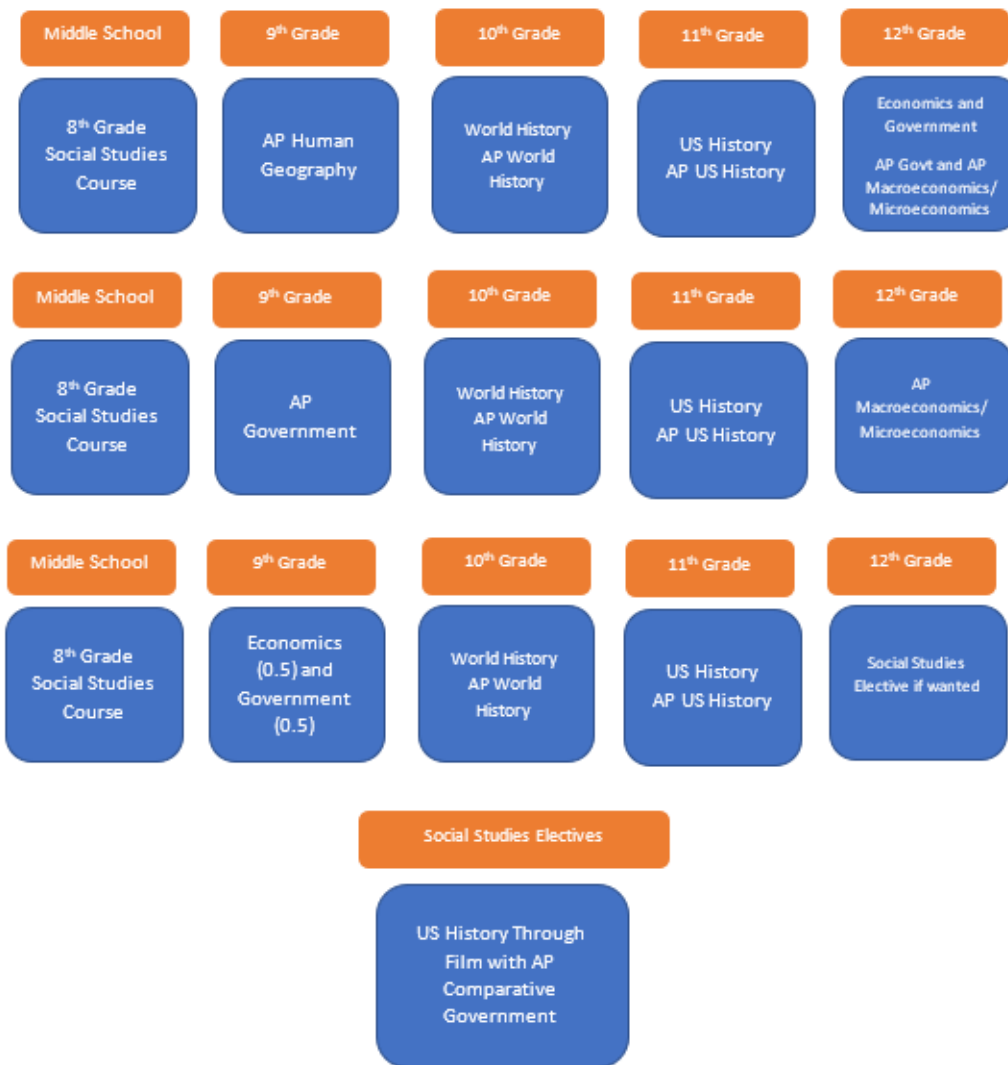 Middle School
9th Grade
10th Grade
11th Grade
12th Grade
8th Grade
Social Studies
Course
AP Human
Geography
World History
AP World
History
US History
AP US History
Economics and
Government
AP Govt and AP
Macroeconomics/
Microeconomics
Middle School
9th Grade
10th Grade
11th Grade
12th Grade
8th Grade
Social Studies
Course
AP
Government
World History
AP World
History
US History
AP US History
AP
Macroeconomics/
Microeconomics
Middle School
9th Grade
10th Grade
11th Grade
12th Grade
8th Grade
Social Studies
Course
Economics
(0.5) and
Government
(0.5)
World History
AP World
History
US History
AP US History
Social Studies
Elective if wanted
Social Studies Electives
US History Through
Film with AP
Comparative
Government